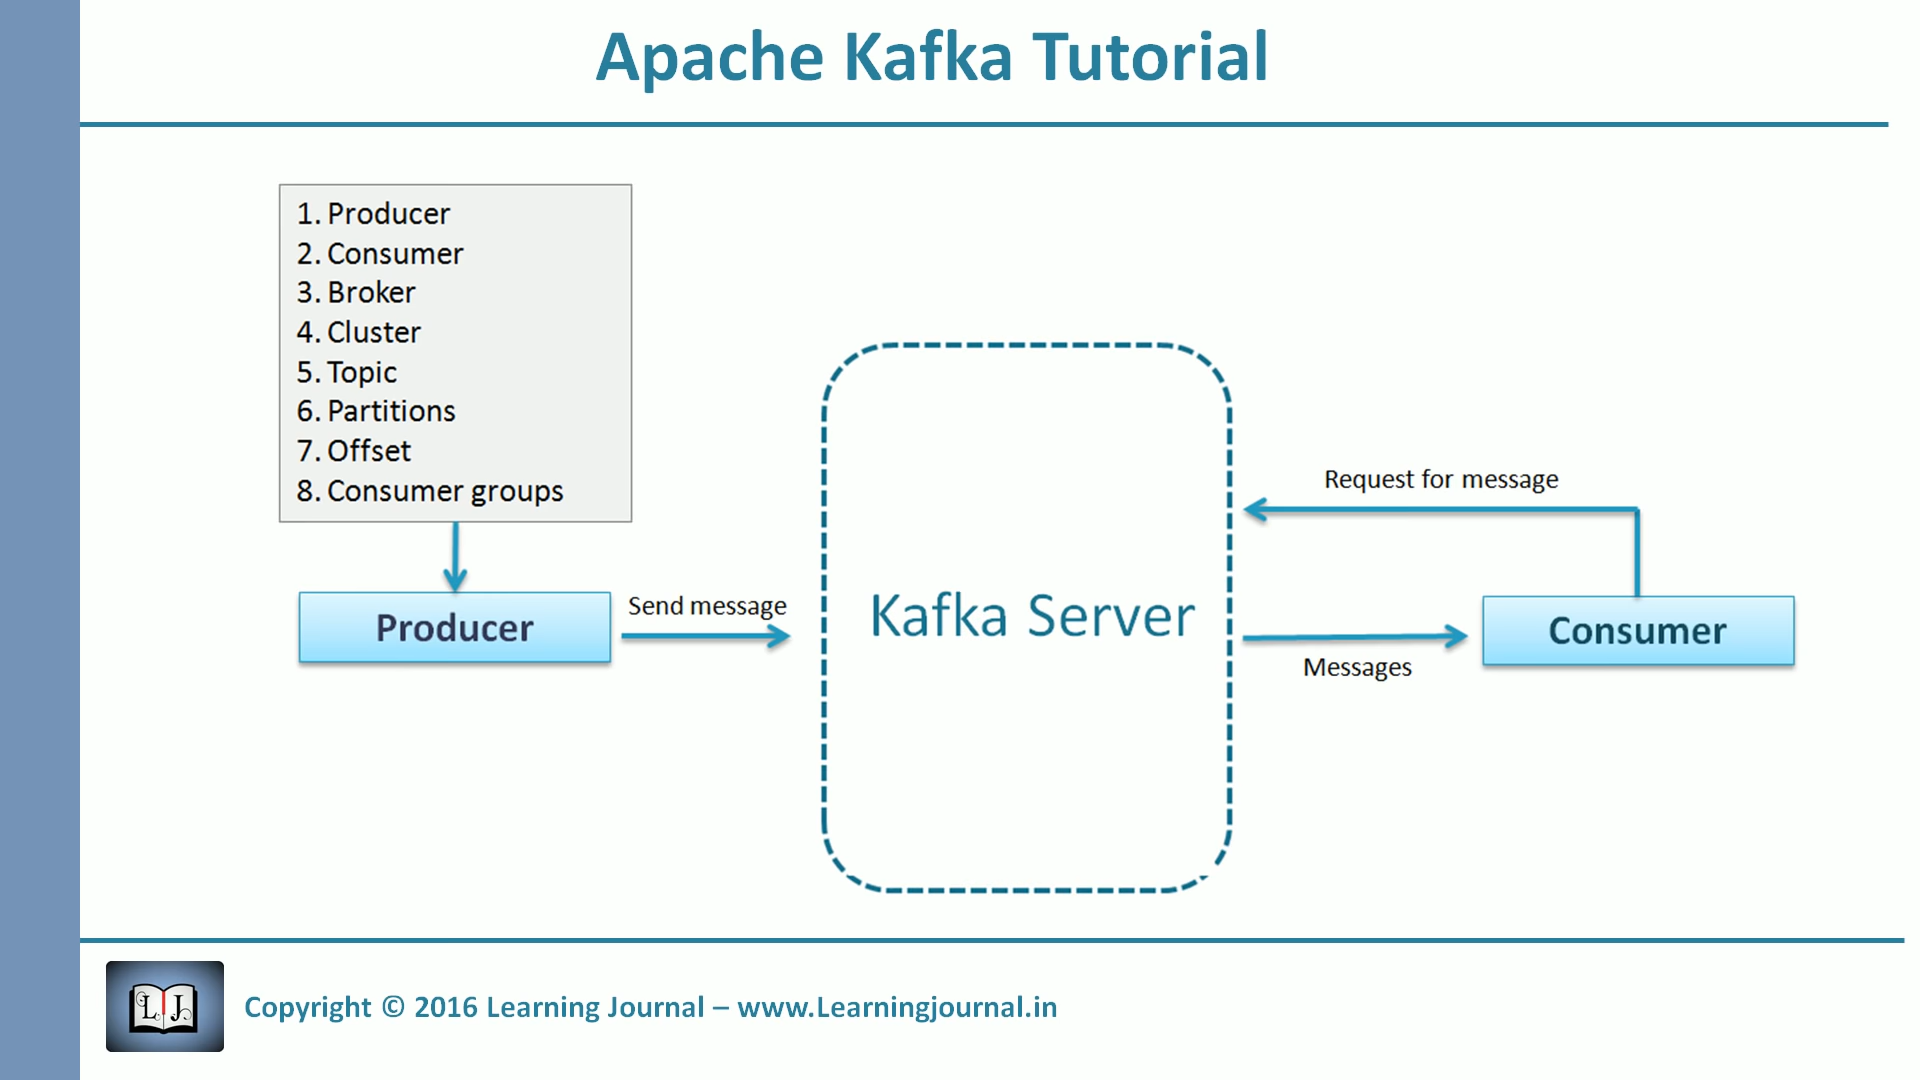 Apache Kafka Tutorial
1. Producer
2. Consumer
3. Broker
4. Cluster
5. Topic
6. Partitions
7. Offset
8. Consumer groups
Producer
Send message
Kafka Server
Request for message
Messages
Consumer
L J
Copyright © 2016 Learning Journal – www.Learningjournal.in